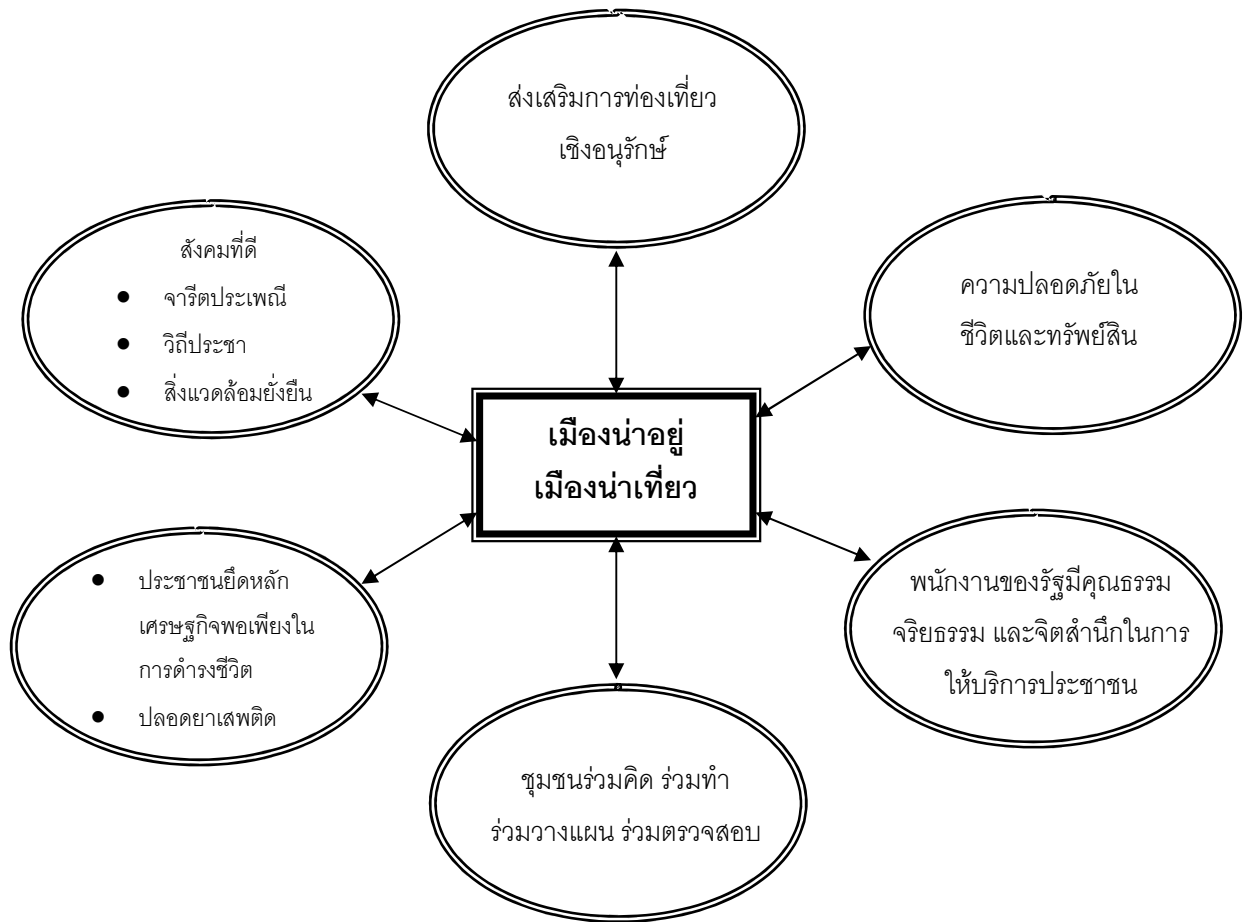 ส่งเสริมการท่องเที่ยว
เชิงอนุรักษ์
สังคมที่ดี
● จารีตประเพณี
● วิถีประชา
● สิ่งแวดล้อมยั่งยืน
ความปลอดภัยใน
ชีวิตและทรัพย์สิน
เมืองน่าอยู่
เมืองน่าเที่ยว
● ประชาชนยึดหลัก
เศรษฐกิจพอเพียงใน
การดำรงชีวิต
● ปลอดยาเสพติด
พนักงานของรัฐมีคุณธรรม
จริยธรรม และจิตสำนึกในการ
ให้บริการประชาชน
ชุมชนร่วมคิด ร่วมทำ
ร่วมวางแผน ร่วมตรวจสอบ